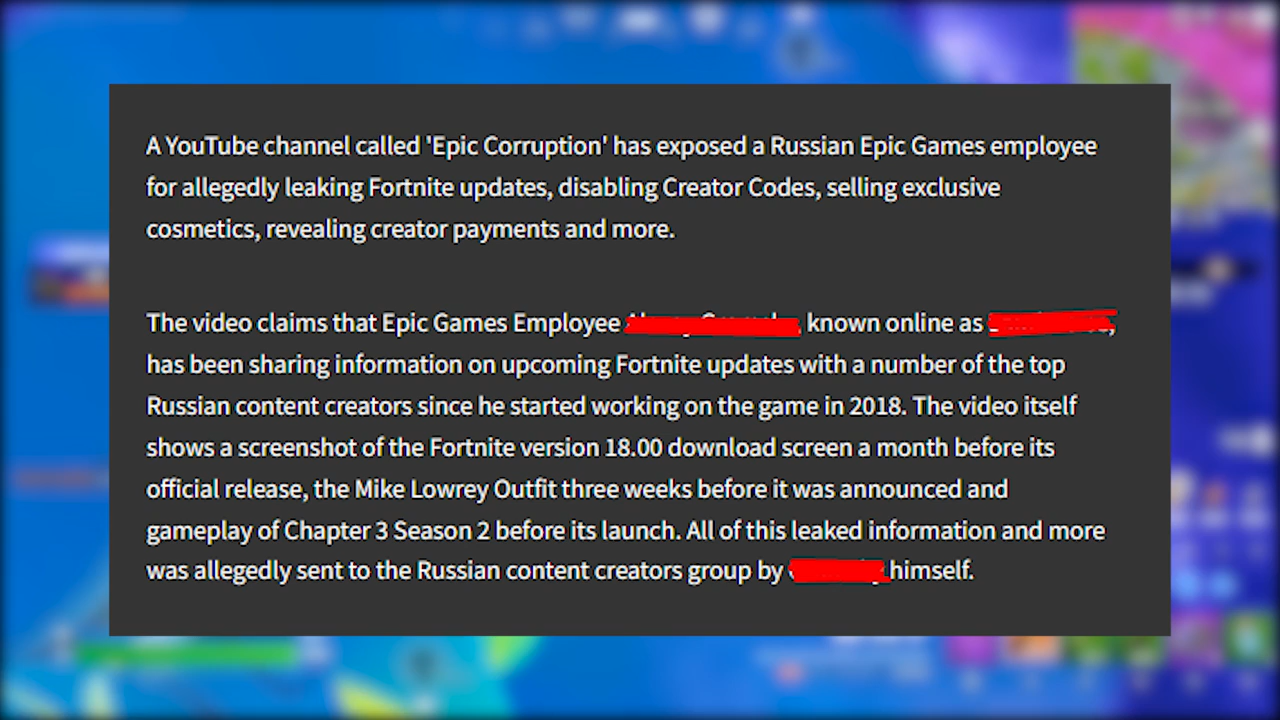 A YouTube channel called 'Epic Corruption' has exposed a Russian Epic Games employee
for allegedly leaking Fortnite updates, disabling Creator Codes, selling exclusive
cosmetics, revealing creator payments and more.
The video claims that Epic Games Employee known online as
has been sharing information on upcoming Fortnite updates with a number of the top
Russian content creators since he started working on the game in 2018. The video itself
shows a screenshot of the Fortnite version 18.00 download screen a month before its
official release, the Mike Lowrey Outfit three weeks before it was announced and
gameplay of Chapter 3 Season 2 before its launch. All of this leaked information and more
was allegedly sent to the Russian content creators group by himself.